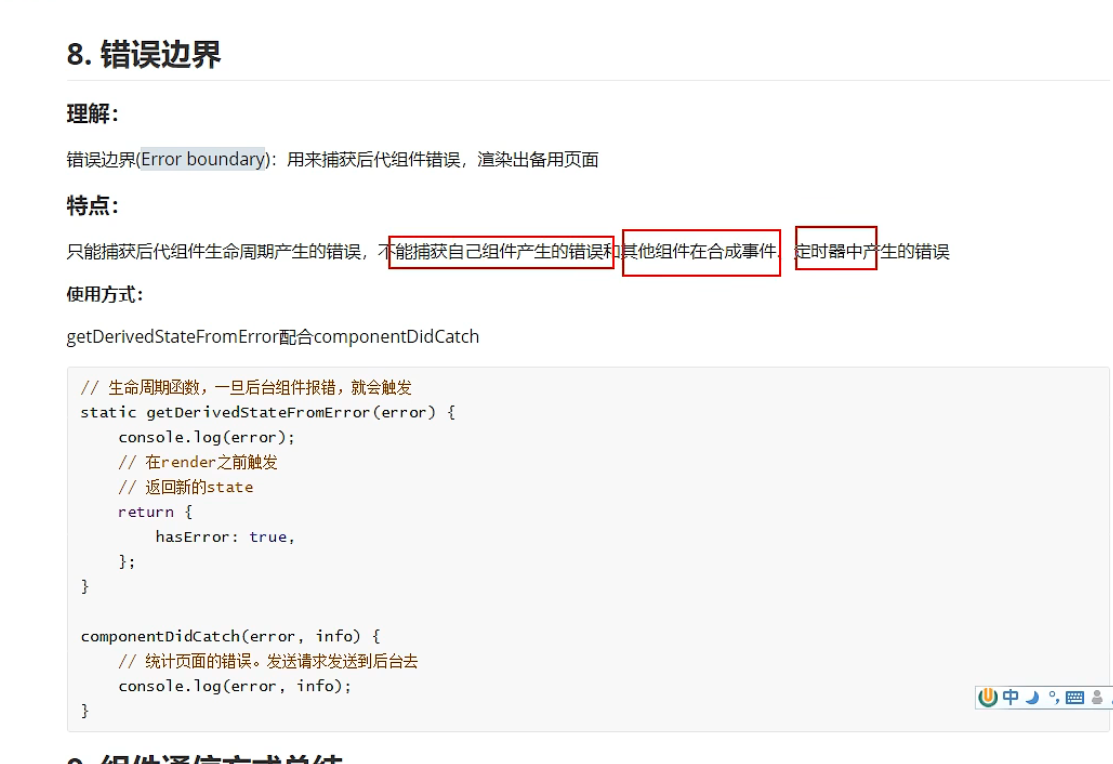 8. 错误边界
理解：
错误边界(Error boundary)：用来捕获后代组件错误，渲染出备用页面
特点：
只能捕获后代组件生命周期产生的错误，不能捕获自己组件产生的错误和其他组件在合成事件、定时器中产生的错误
使用方式：
getDerivedStateFromError配合componentDidCatch
// 生命周期函数，一旦后台组件报错，就会触发
static getDerivedStateFromError(error) {
    console.log(error);
    // 在render之前触发
    // 返回新的state
    return {
        hasError: true,
    };
}
componentDidCatch(error, info) {
    // 统计页面的错误。发送请求发送到后台去
    console.log(error, info);
}
中
9. 组件通信方式总结